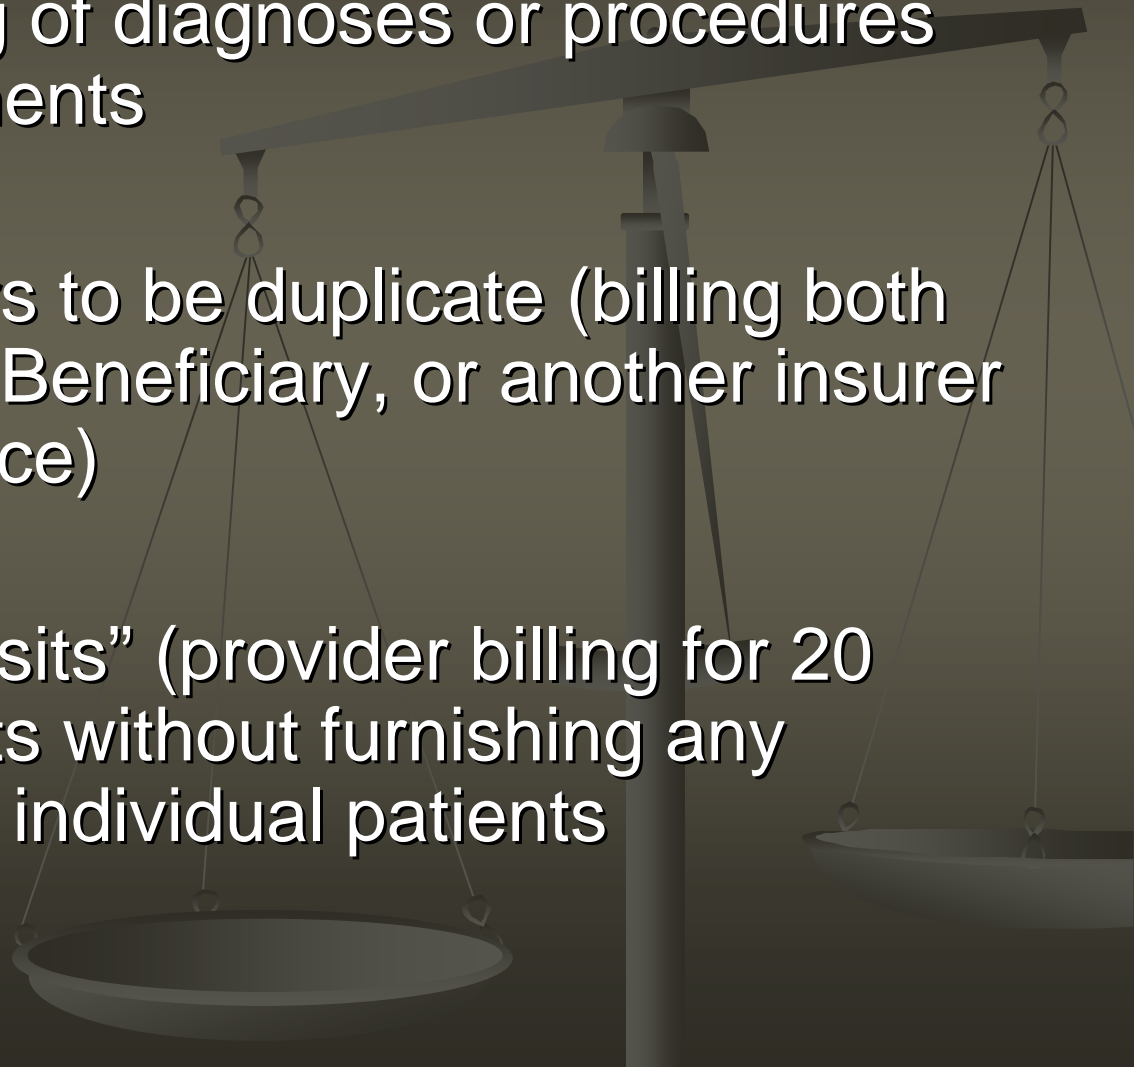 of diagnoses or procedures
ents
s to be duplicate (billing both
Beneficiary, or another insurer
ce)
sits” (provider billing for 20
ts without furnishing any
individual patients